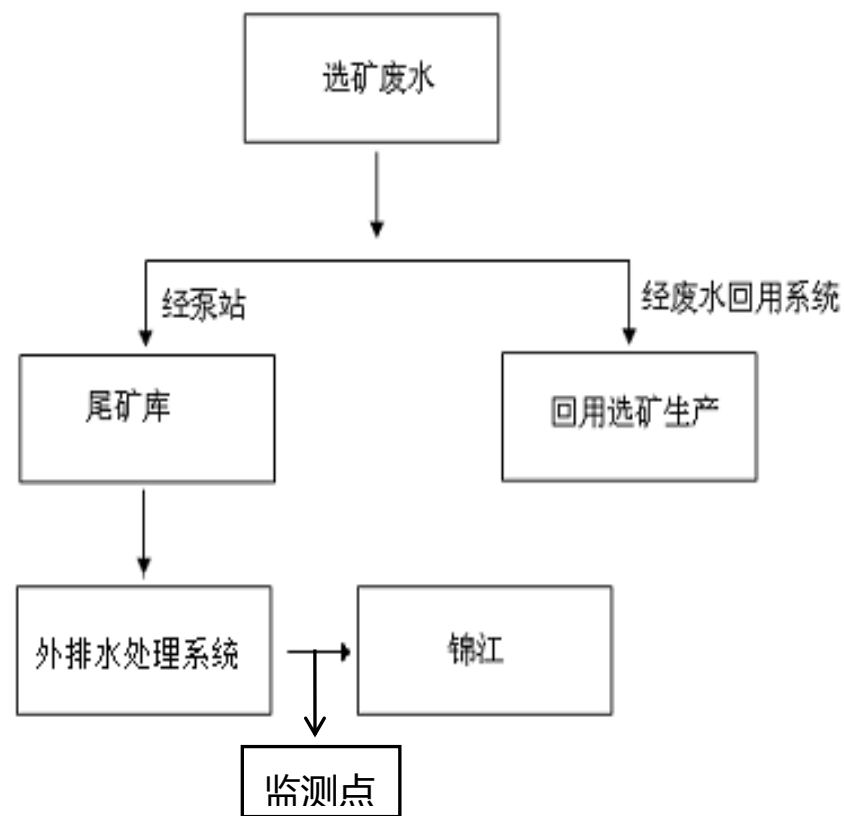 选矿废水
经泵站
经废水回用系统
尾矿库
回用选矿生产
外排水处理系统
锦江
监测点